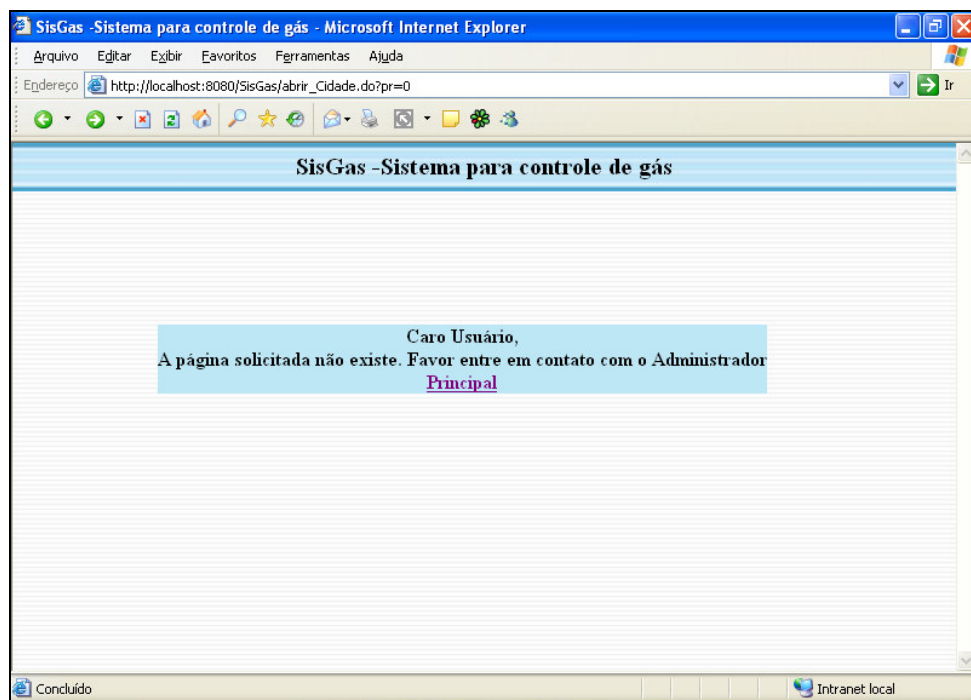 SisGas -Sistema para controle de gás - Microsoft Internet Explorer
Arquivo Editar Exibir Favoritos Ferramentas Ajuda
Endereço http://localhost:8080/SisGas/abrir_Cidade.do?pr=0 Ir
SisGas -Sistema para controle de gás
Caro Usuário,
A página solicitada não existe. Favor entre em contato com o Administrador
Principal
Concluído Intranet local